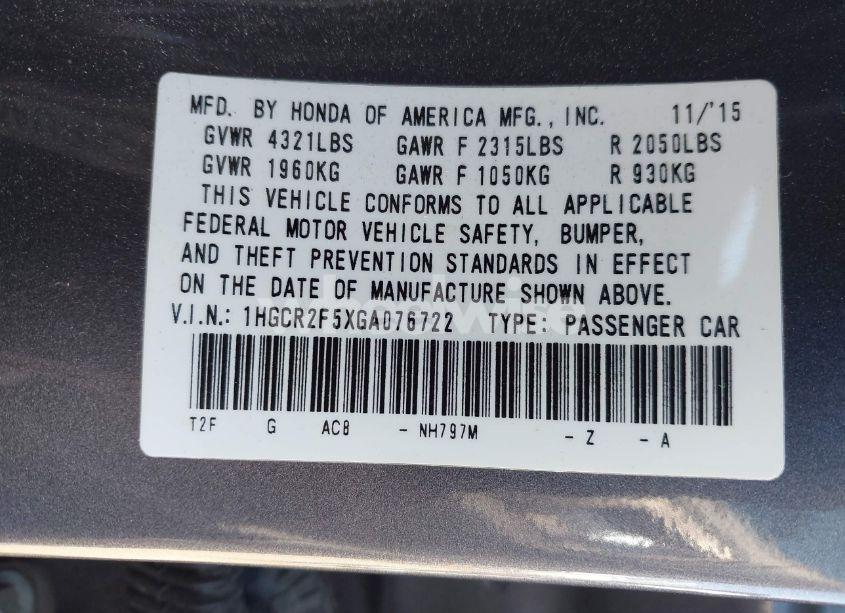 MFD. BY HONDA OF AMERICA MFG., INC. 11/'15
GVWR 4321LBS GAWR F 2315LBS R 2050LBS
GVWR 1960KG GAWR F 1050KG R 930KG
THIS VEHICLE CONFORMS TO ALL APPLICABLE
FEDERAL MOTOR VEHICLE SAFETY, BUMPER,
AND THEFT PREVENTION STANDARDS IN EFFECT
ON THE DATE OF MANUFACTURE SHOWN ABOVE.
V.I.N.: 1HGCR2F5XGA076722 TYPE: PASSENGER CAR
T2F G AC8 - NH797M - Z - A